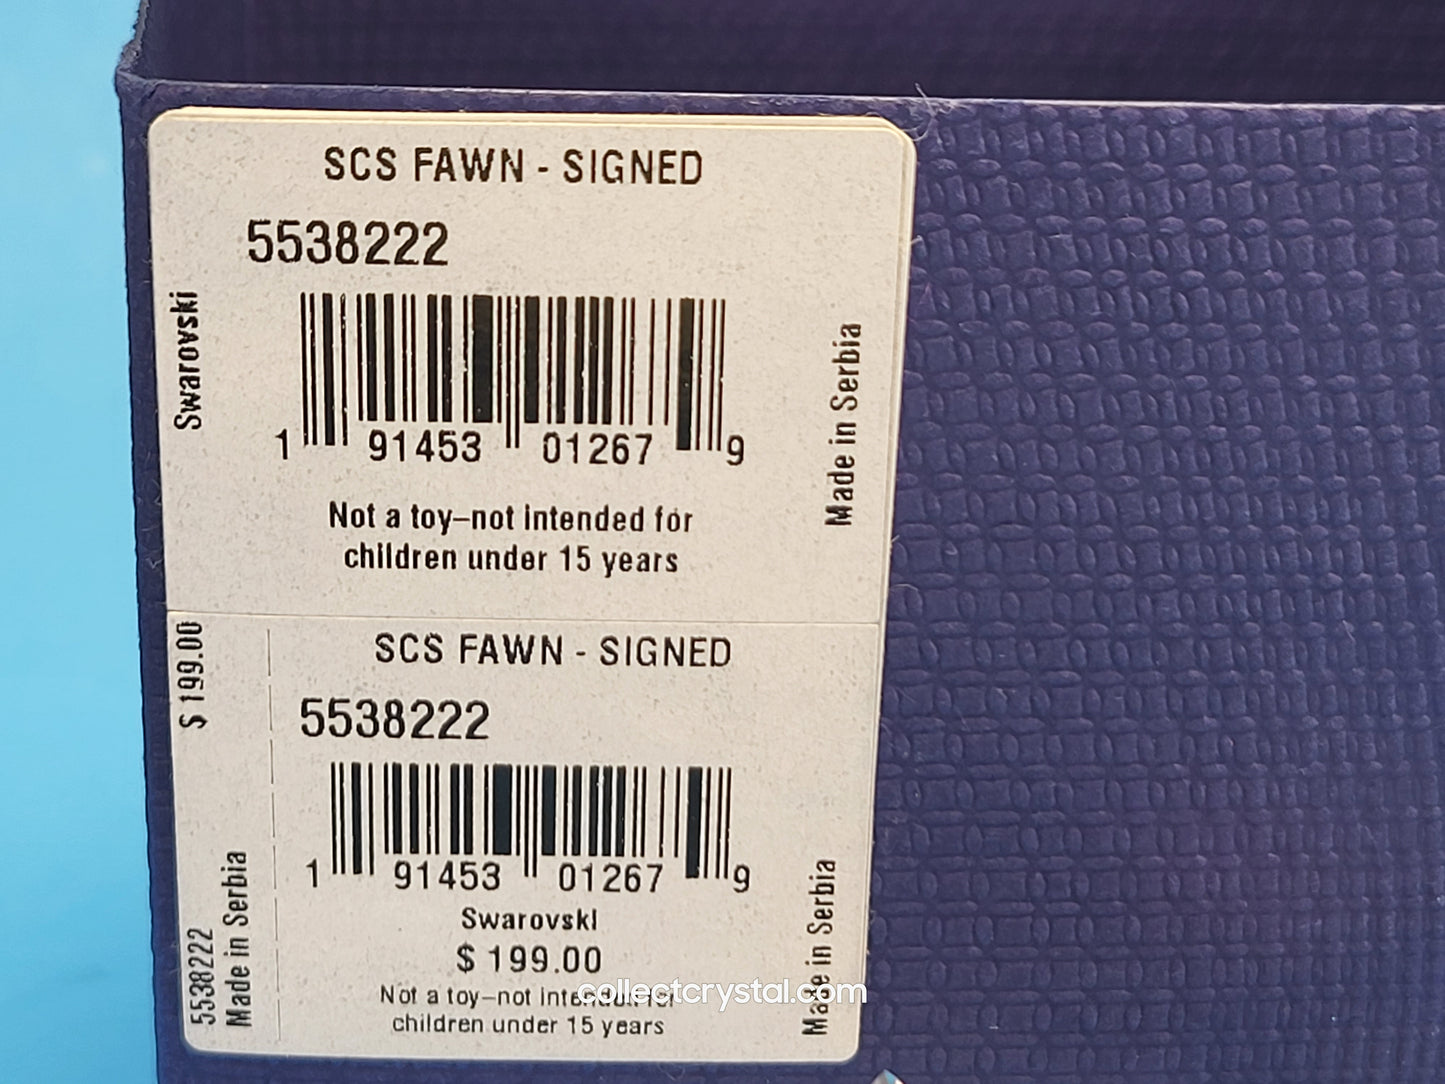 SCS FAWN - SIGNED
5538222
Swarovski
1 91453 01267 9
Made in Serbia
Not a toy–not intended for
children under 15 years
$ 199.00
5538222
Made in Serbia
SCS FAWN - SIGNED
5538222
1 91453 01267 9
Swarovski
$ 199.00
Not a toy–not intended for
children under 15 years
Made in Serbia
collectcrystal.com